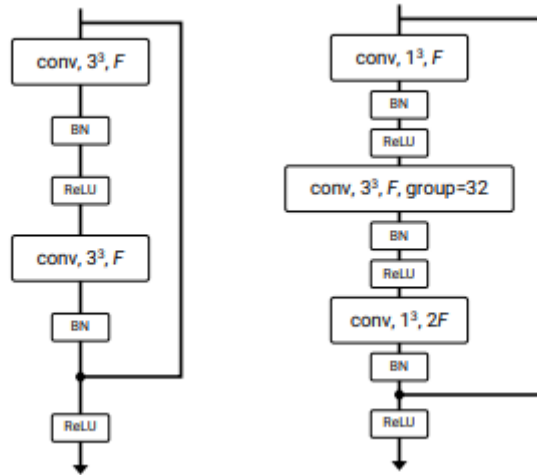 conv, 3³, F
BN
ReLU
conv, 3³, F
BN
ReLU
conv, 1³, F
BN
ReLU
conv, 3³, F, group=32
BN
ReLU
conv, 1³, 2F
BN
ReLU